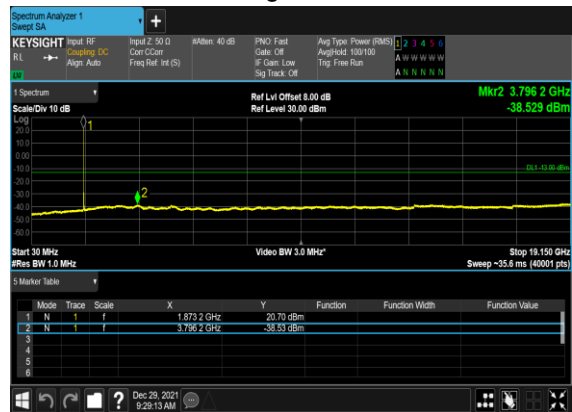 Spectrum Analyzer 1
Swept SA
+
KEYSIGHT Input: RF Input Z: 50 Ω #Atten: 40 dB PNO: Fast Avg Type: Power (RMS) 1 2 3 4 5 6
RL Coupling: DC Corr CCorr Gate: Off Avg|Hold: 100/100 A W W W W W
Align: Auto Freq Ref: Int (S) IF Gain: Low Trig: Free Run
Sig Track: Off A N N N N N
LXI
1 Spectrum Ref Lvl Offset 8.00 dB Mkr2 3.796 2 GHz
Scale/Div 10 dB Ref Level 30.00 dBm -38.529 dBm
Log
20.0 1
10.0
0.00
-10.0 DL1 -13.00 dBm
-20.0
-30.0 2
-40.0
-50.0
-60.0
Start 30 MHz Video BW 3.0 MHz* Stop 19.150 GHz
#Res BW 1.0 MHz Sweep ~35.6 ms (40001 pts)
5 Marker Table
Mode Trace Scale X Y Function Function Width Function Value
1 N 1 f 1.873 2 GHz 20.70 dBm
2 N 1 f 3.796 2 GHz -38.53 dBm
3
4
5
6
? Dec 29, 2021
9:29:13 AM